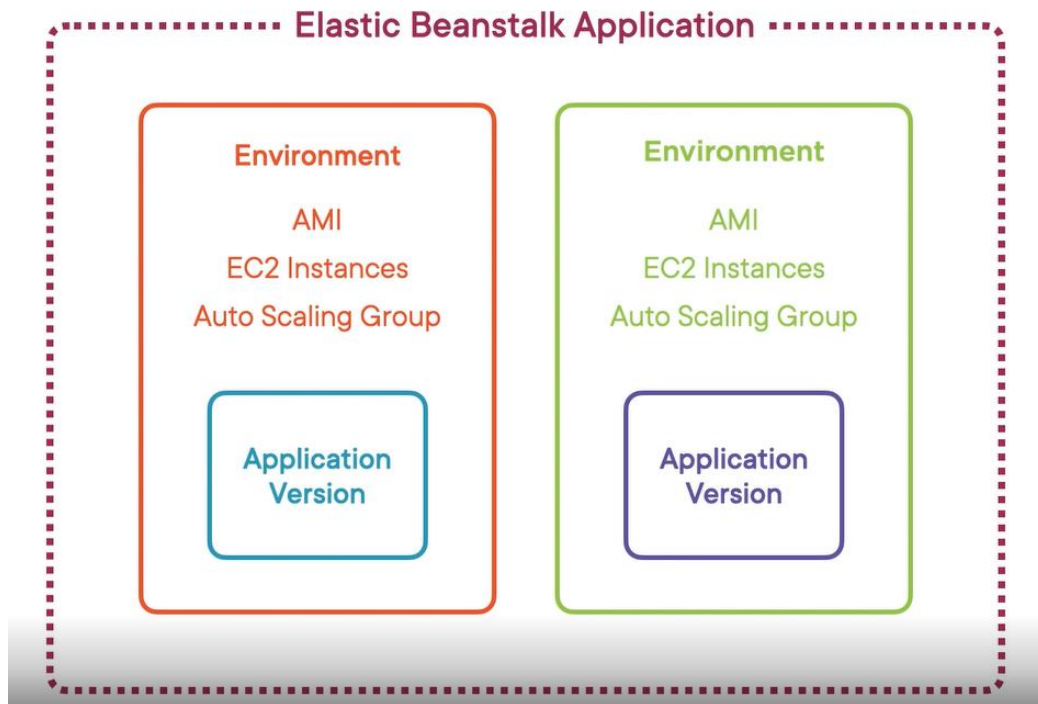 Elastic Beanstalk Application
Environment
AMI
EC2 Instances
Auto Scaling Group
Application
Version
Environment
AMI
EC2 Instances
Auto Scaling Group
Application
Version